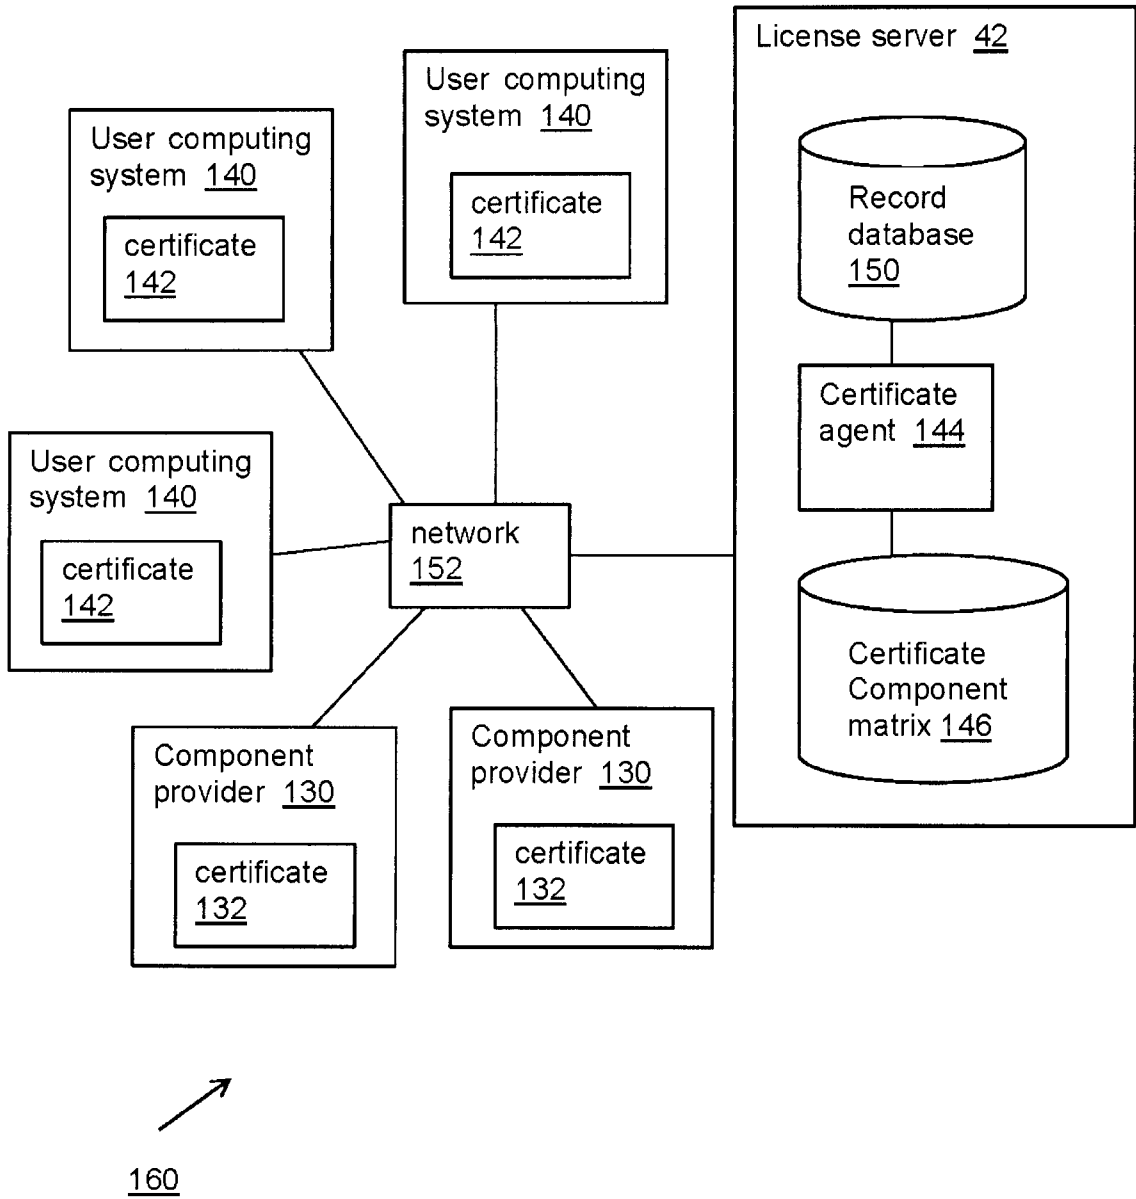 License server 42
User computing
system 140
certificate
142
User computing
system 140
certificate
142
Record
database
150
Certificate
agent 144
User computing
system 140
certificate
142
network
152
Certificate
Component
matrix 146
Component
provider 130
certificate
132
Component
provider 130
certificate
132
160